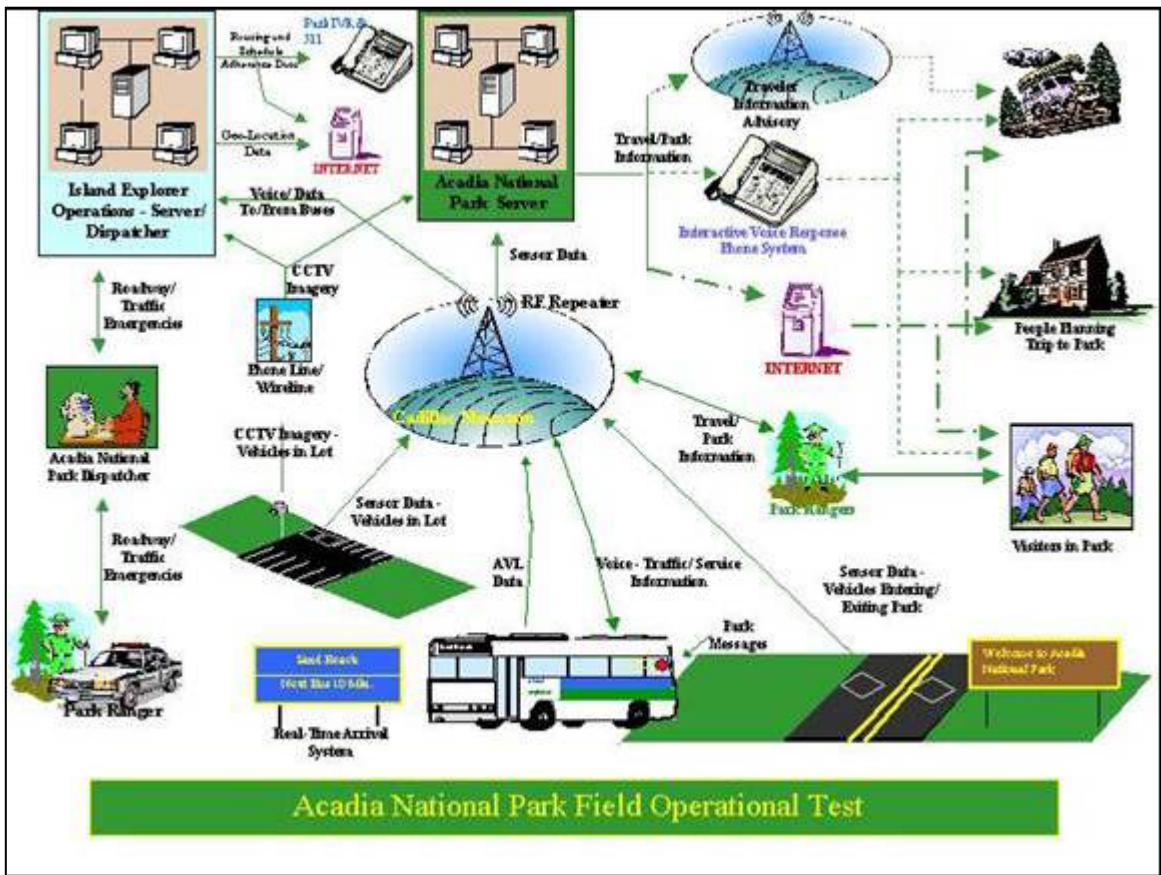 Park IVR &
511
Routing and
Schedule
Adherence Data
Geo-Location
Data
INTERNET
Island Explorer
Operations - Server/
Dispatcher
Acadia National
Park Server
Voice/ Data
To/From Buses
Travel/Park
Information
Traveler
Information
Advisory
Interactive Voice Response
Phone System
Sensor Data
CCTV
Imagery
Roadway/
Traffic
Emergencies
Phone Line/
Wireline
RF Repeater
Cadillac Mountain
INTERNET
People Planning
Trip to Park
Acadia National
Park Dispatcher
CCTV Imagery -
Vehicles in Lot
Sensor Data -
Vehicles in Lot
Travel/
Park
Information
Park Rangers
Visitors in Park
Roadway/
Traffic
Emergencies
AVL
Data
Voice - Traffic/ Service
Information
Sensor Data -
Vehicles Entering/
Exiting Park
Park
Messages
Park Ranger
Sand Beach
Next Bus 10 Min.
Real-Time Arrival
System
Welcome to Acadia
National Park
Acadia National Park Field Operational Test